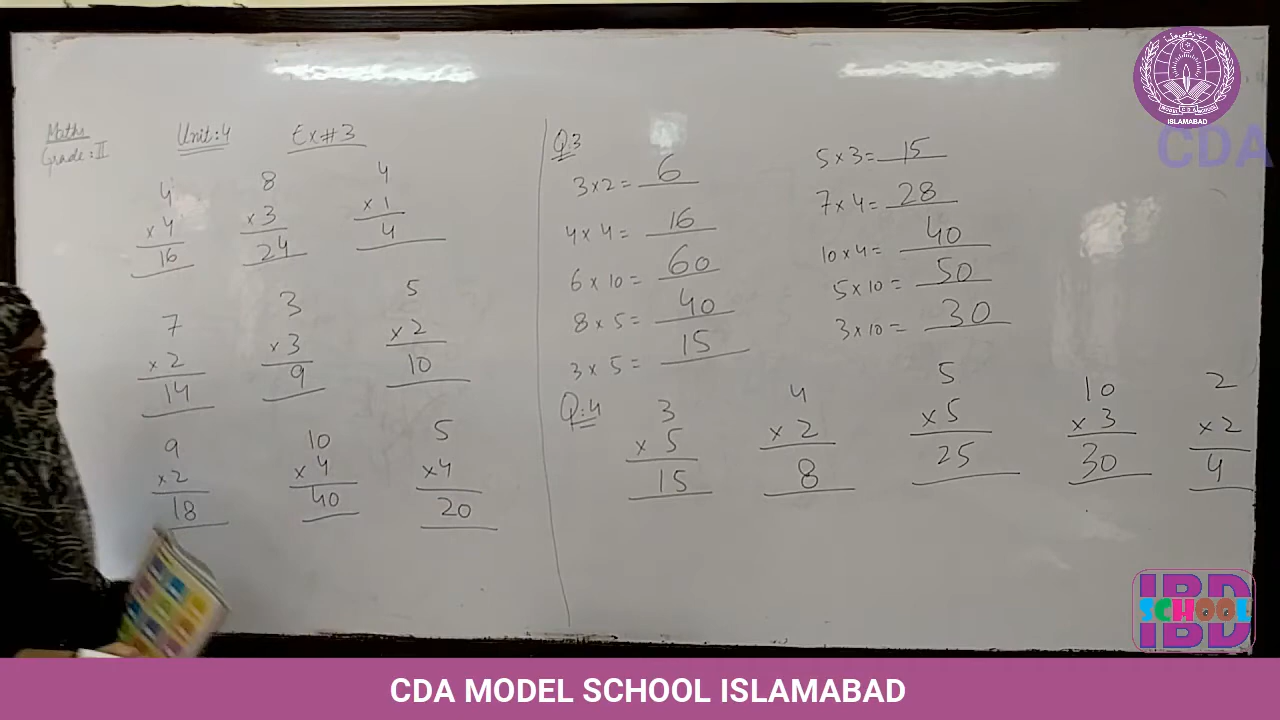 Maths
Grade: II
Unit: 4
Ex # 3
4
× 4
16
8
× 3
24
4
× 1
4
7
× 2
14
3
× 3
9
5
× 2
10
9
× 2
18
10
× 4
40
5
× 4
20
Q:3
3 × 2 = 6
4 × 4 = 16
6 × 10 = 60
8 × 5 = 40
3 × 5 = 15
5 × 3 = 15
7 × 4 = 28
10 × 4 = 40
5 × 10 = 50
3 × 10 = 30
Q:4
3
× 5
15
4
× 2
8
5
× 5
25
10
× 3
30
2
× 2
4
ISLAMABAD
CDA
IBD
SCHOOL
IBD
CDA MODEL SCHOOL ISLAMABAD